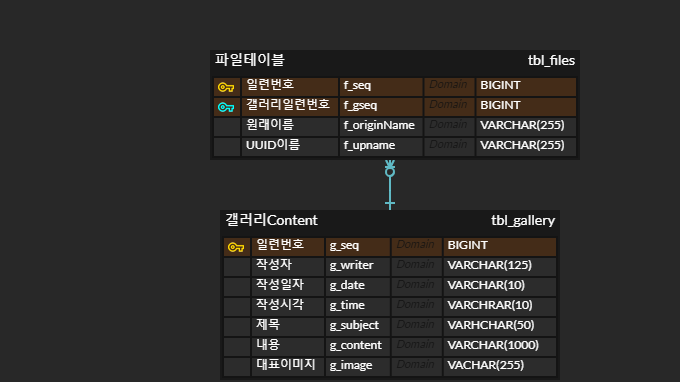 파일테이블 tbl_files
일련번호 f_seq Domain BIGINT
갤러리일련번호 f_gseq Domain BIGINT
원래이름 f_originName Domain VARCHAR(255)
UUID이름 f_upname Domain VARCHAR(255)
갤러리Content tbl_gallery
일련번호 g_seq Domain BIGINT
작성자 g_writer Domain VARCHAR(125)
작성일자 g_date Domain VARCHAR(10)
작성시각 g_time Domain VARCHRAR(10)
제목 g_subject Domain VARHCHAR(50)
내용 g_content Domain VARCHAR(1000)
대표이미지 g_image Domain VACHAR(255)